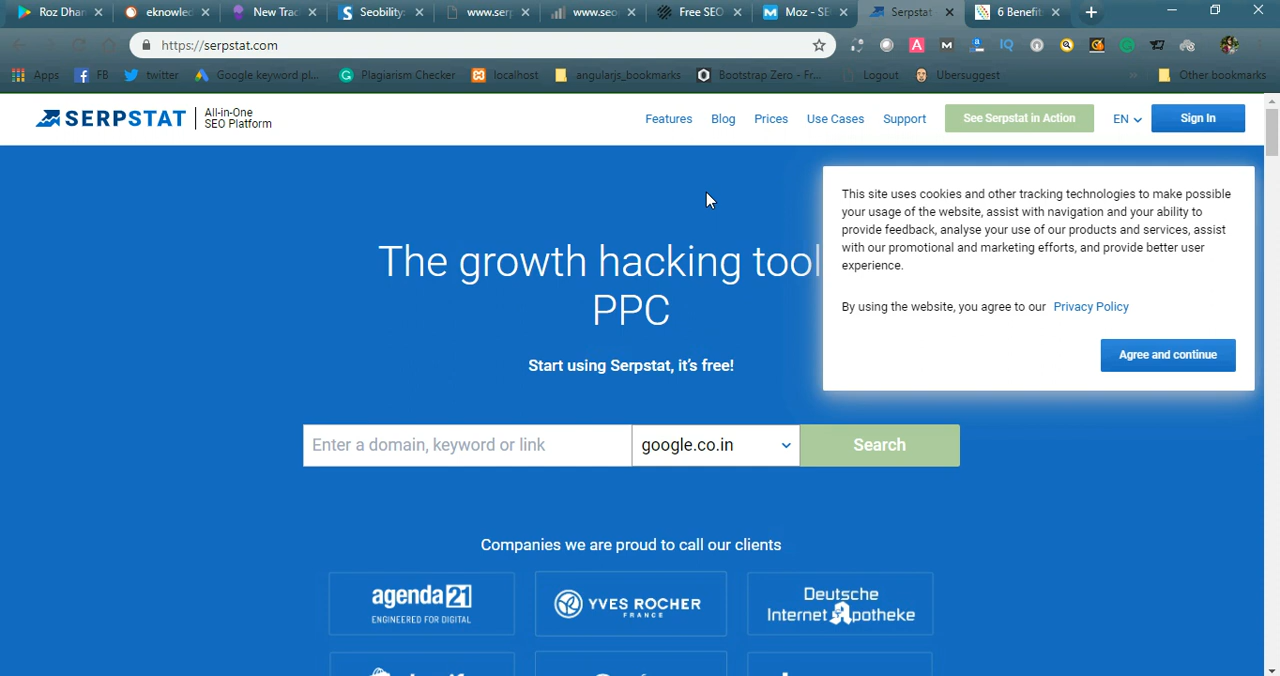 Roz Dhan
eknowled
New Trac
Seobility:
www.serp
www.seo
Free SEO
Moz - SE
Serpstat
6 Benefit
https://serpstat.com
Apps
FB
twitter
Google keyword pl...
Plagiarism Checker
localhost
angularjs_bookmarks
Bootstrap Zero - Fr...
Logout
Ubersuggest
»
Other bookmarks
SERPSTAT
All-in-One
SEO Platform
Features
Blog
Prices
Use Cases
Support
See Serpstat in Action
EN
Sign In
This site uses cookies and other tracking technologies to make possible
your usage of the website, assist with navigation and your ability to
provide feedback, analyse your use of our products and services, assist
with our promotional and marketing efforts, and provide better user
experience.
By using the website, you agree to our Privacy Policy
Agree and continue
The growth hacking tool
PPC
Start using Serpstat, it's free!
Enter a domain, keyword or link
google.co.in
Search
Companies we are proud to call our clients
agenda21
ENGINEERED FOR DIGITAL
YVES ROCHER
FRANCE
Deutsche
Internet Apotheke